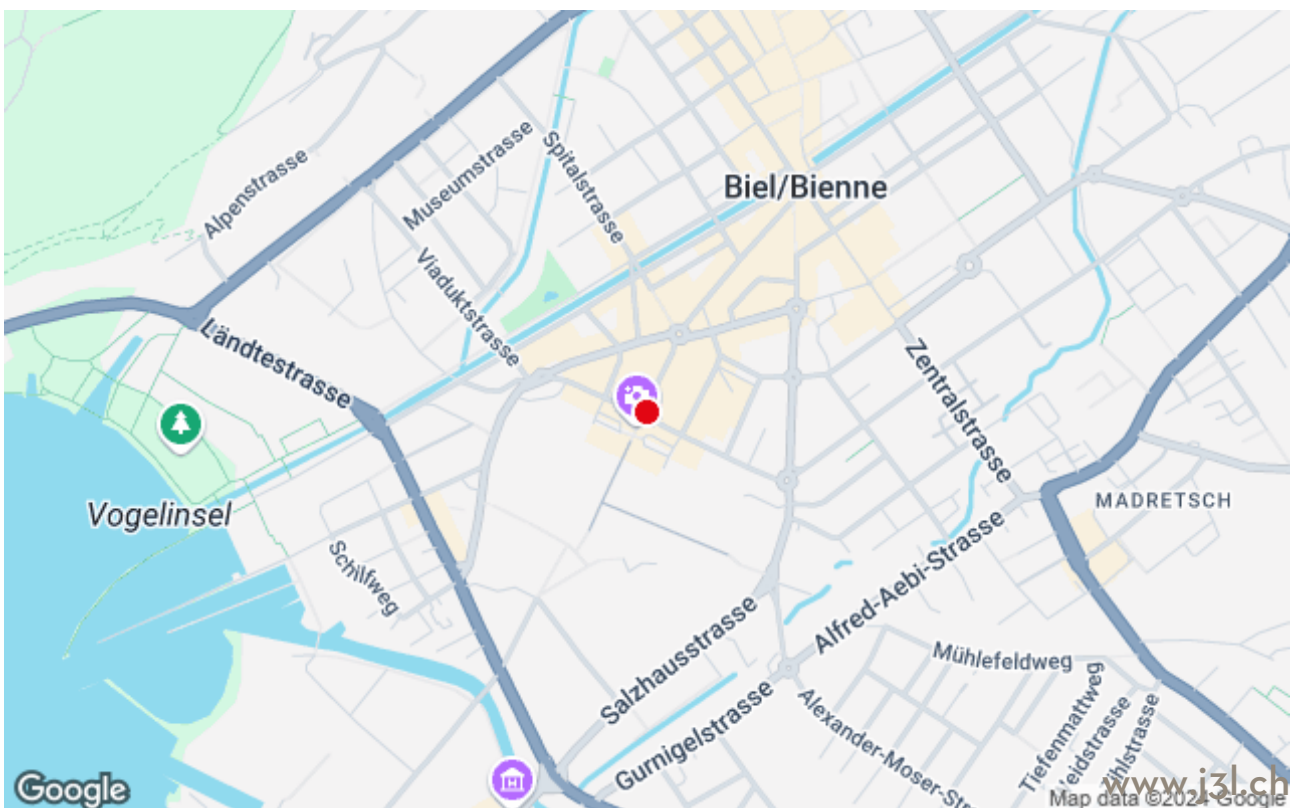 Museumstrasse
Spitalstrasse
Biel/Bienne
Alpenstrasse
Viaduktstrasse
Ländtestrasse
Zentralstrasse
MADRETSCH
Vogelinsel
Schilfweg
Alfred-Aebi-Strasse
Salzhausstrasse
Mühlefeldweg
Gurnigelstrasse
Alexander-Moser-Str
Tiefenmattweg
Google
www.j3l.ch
Map data ©2024 Google